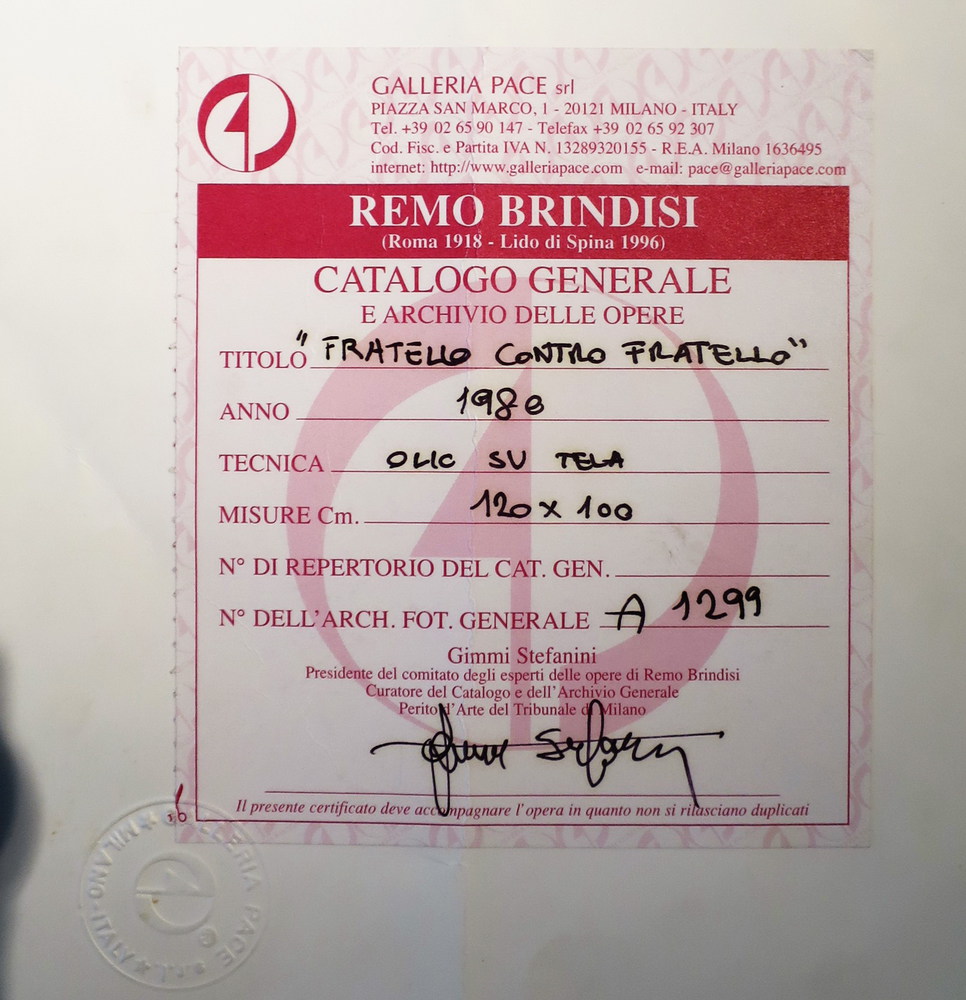 GALLERIA PACE srl
PIAZZA SAN MARCO, 1 - 20121 MILANO - ITALY
Tel. +39 02 65 90 147 - Telefax +39 02 65 92 307
Cod. Fisc. e Partita IVA N. 13289320155 - R.E.A. Milano 1636495
internet: http://www.galleriapace.com e-mail: pace@galleriapace.com
REMO BRINDISI
(Roma 1918 - Lido di Spina 1996)
CATALOGO GENERALE
E ARCHIVIO DELLE OPERE
TITOLO "FRATELLO CONTRO FRATELLO"
ANNO 1980
TECNICA OLIO SU TELA
MISURE Cm. 120 x 100
N° DI REPERTORIO DEL CAT. GEN.
N° DELL'ARCH. FOT. GENERALE A 1299
Gimmi Stefanini
Presidente del comitato degli esperti delle opere di Remo Brindisi
Curatore del Catalogo e dell'Archivio Generale
Perito d'Arte del Tribunale di Milano
Il presente certificato deve accompagnare l'opera in quanto non si rilasciano duplicati
GALLERIA PACE s.r.l. ★ MILANO-ITALY ★